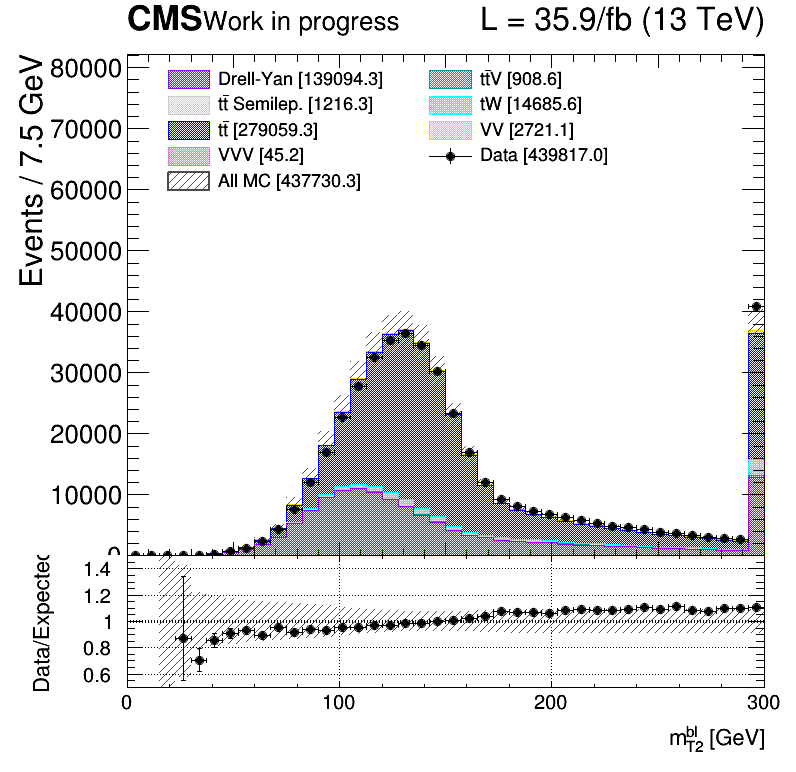 CMS Work in progress L = 35.9/fb (13 TeV)
Events / 7.5 GeV
80000
70000
60000
50000
40000
30000
20000
10000
0
Drell-Yan [139094.3]
tt̄ Semilep. [1216.3]
tt̄ [279059.3]
VVV [45.2]
All MC [437730.3]
tt̄V [908.6]
tW [14685.6]
VV [2721.1]
Data [439817.0]
Data/Expected
1.4
1.2
1
0.8
0.6
0 100 200 300
m_{T2}^{bl} [GeV]